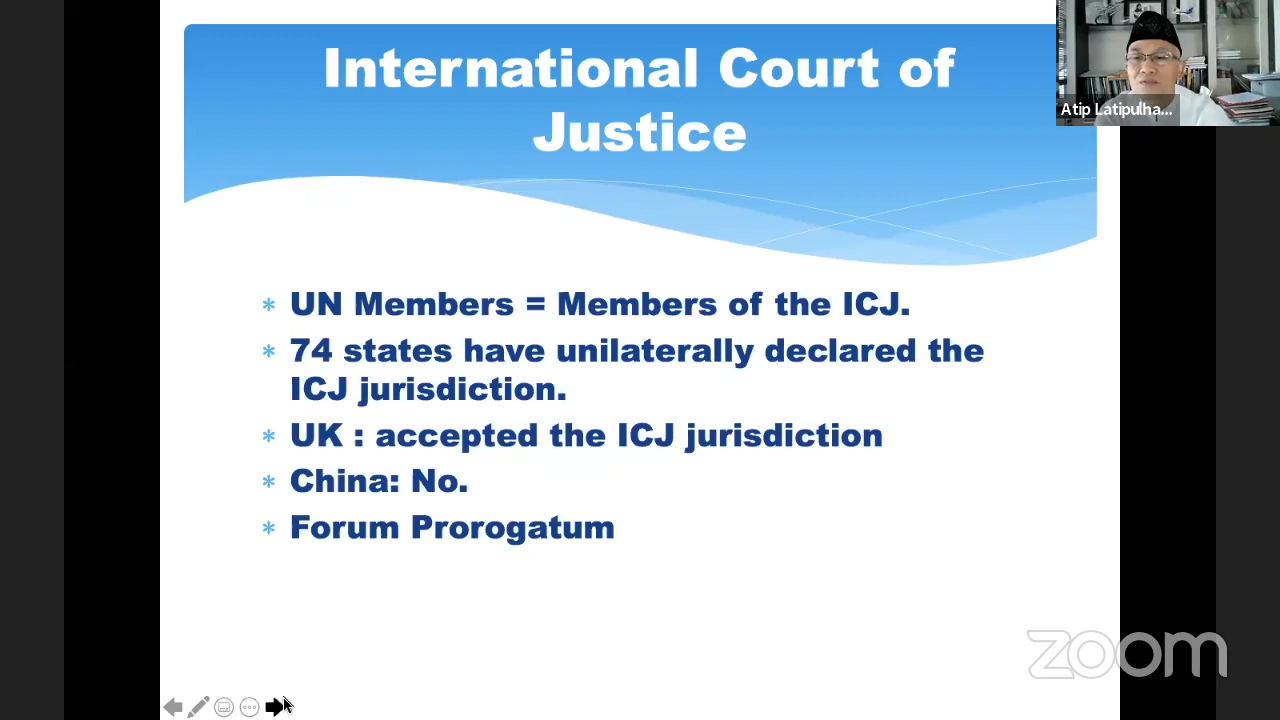 International Court of
Justice
Atip Latipulha...
* UN Members = Members of the ICJ.
* 74 states have unilaterally declared the
ICJ jurisdiction.
* UK : accepted the ICJ jurisdiction
* China: No.
* Forum Prorogatum
zoom